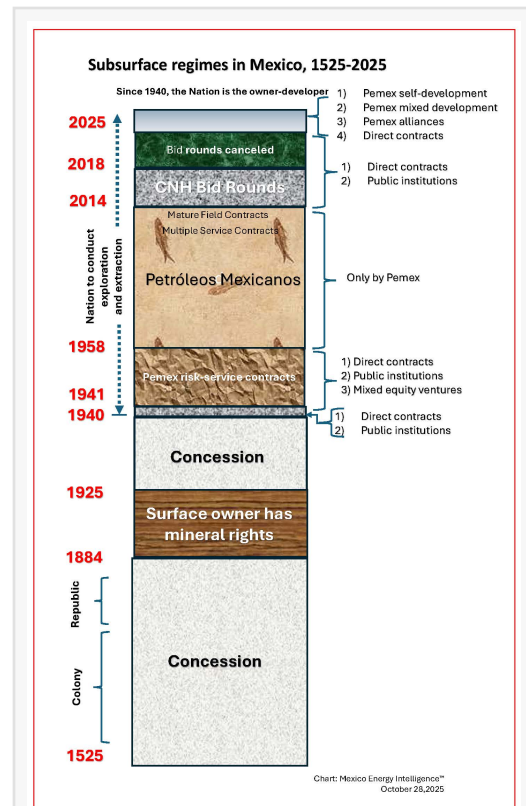 Subsurface regimes in Mexico, 1525-2025
Since 1940, the Nation is the owner-developer
1) Pemex self-development
2) Pemex mixed development
3) Pemex alliances
4) Direct contracts
2025
Bid rounds canceled
2018
1) Direct contracts
2) Public institutions
CNH Bid Rounds
2014
Mature Field Contracts
Multiple Service Contracts
Petróleos Mexicanos
Only by Pemex
Nation to conduct
exploration
and extraction
1958
Pemex risk-service contracts
1) Direct contracts
2) Public institutions
3) Mixed equity ventures
1941
1940
1) Direct contracts
2) Public institutions
Concession
1925
Surface owner has
mineral rights
1884
Republic
Concession
Colony
1525
Chart: Mexico Energy Intelligence™
October 28,2025